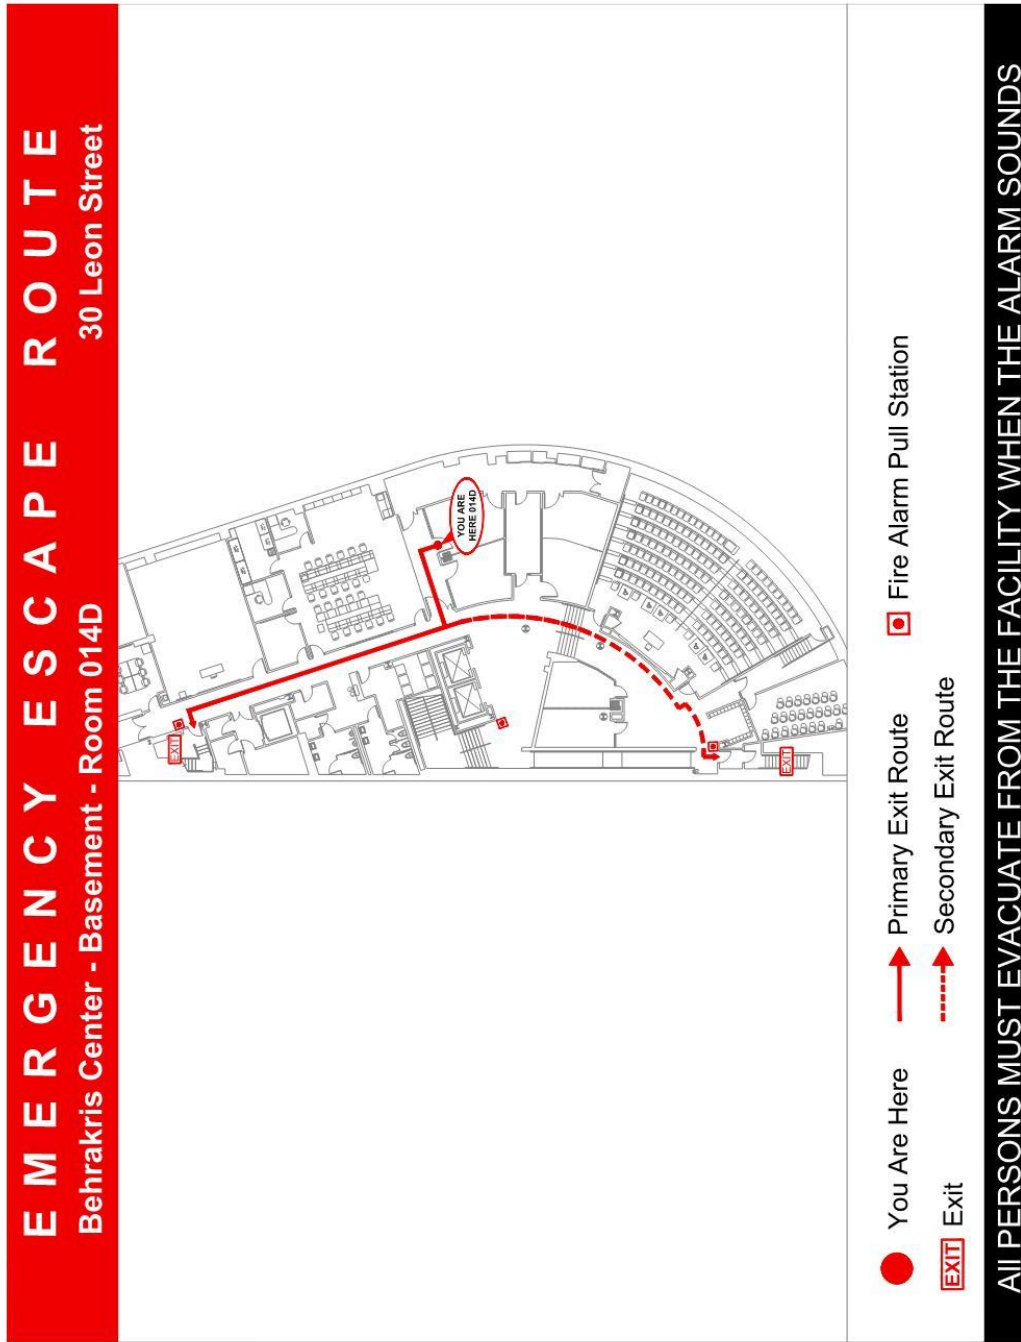 EMERGENCY ESCAPE ROUTE
Behrakis Center - Basement - Room 014D
30 Leon Street
EXIT
YOU ARE
HERE 014D
EXIT
You Are Here
Primary Exit Route
Fire Alarm Pull Station
EXIT Exit
Secondary Exit Route
All PERSONS MUST EVACUATE FROM THE FACILITY WHEN THE ALARM SOUNDS